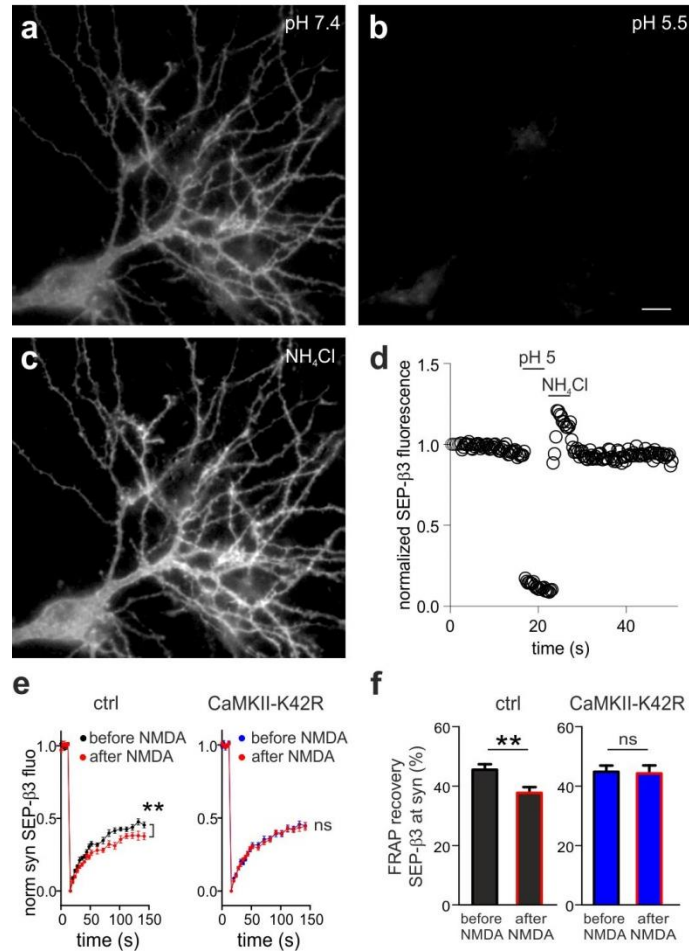 a
pH 7.4
b
pH 5.5
c
NH₄Cl
d
pH 5
NH₄Cl
1.5
1.0
0.5
0.0
normalized SEP-β3 fluorescence
0
20
40
time (s)
e
ctrl
CaMKII-K42R
before NMDA
after NMDA
before NMDA
after NMDA
**
ns
norm syn SEP-β3 fluo
1.0
0.5
0.0
0 50 100 150
time (s)
1.0
0.5
0.0
0 50 100 150
time (s)
f
ctrl
CaMKII-K42R
**
ns
FRAP recovery
SEP-β3 at syn (%)
60
40
20
0
before
NMDA
after
NMDA
60
40
20
0
before
NMDA
after
NMDA